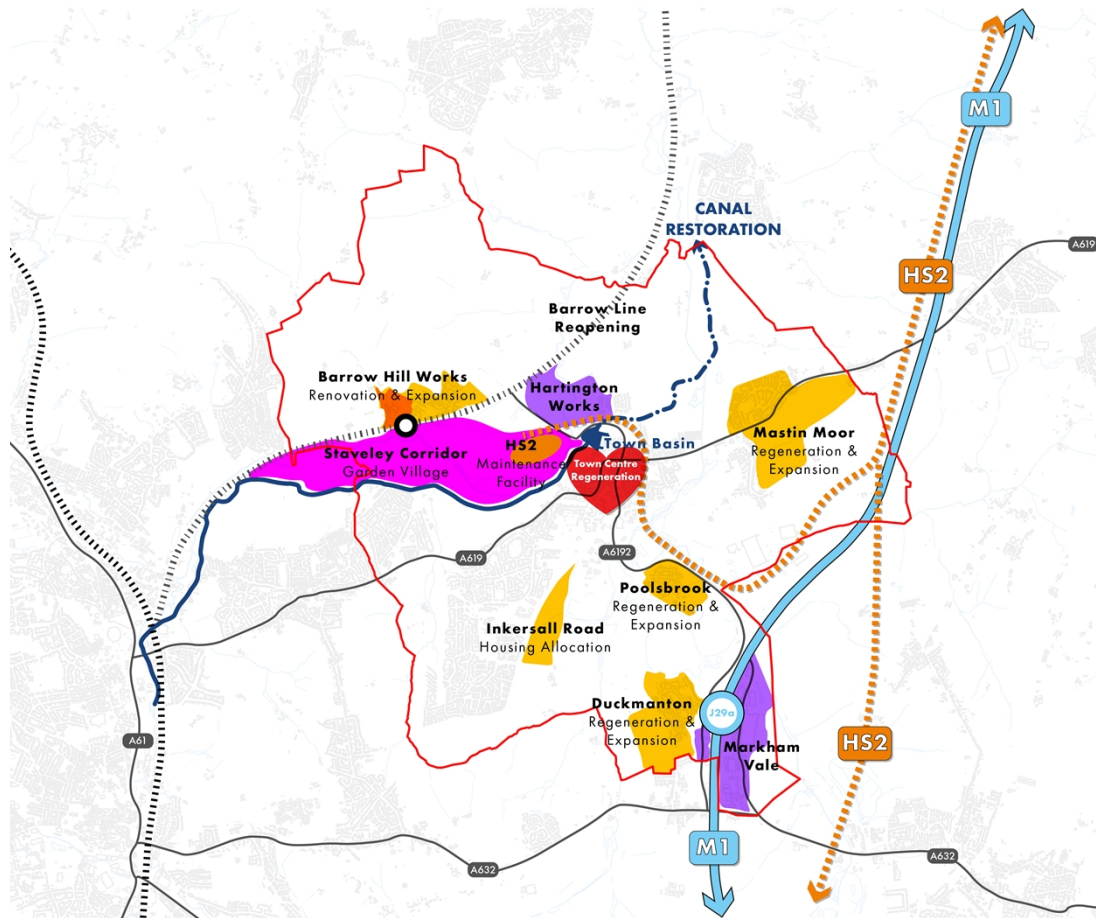 M1
CANAL
RESTORATION
A619
HS2
Barrow Line
Reopening
Barrow Hill Works
Renovation & Expansion
Hartington
Works
Mastin Moor
Regeneration &
Expansion
Staveley Corridor
Garden Village
HS2
Maintenance
Facility
Town Basin
Town Centre
Regeneration
A619
A6192
Poolsbrook
Regeneration &
Expansion
Inkersall Road
Housing Allocation
Duckmanton
Regeneration &
Expansion
J29a
Markham
Vale
A61
HS2
M1
A632
A632